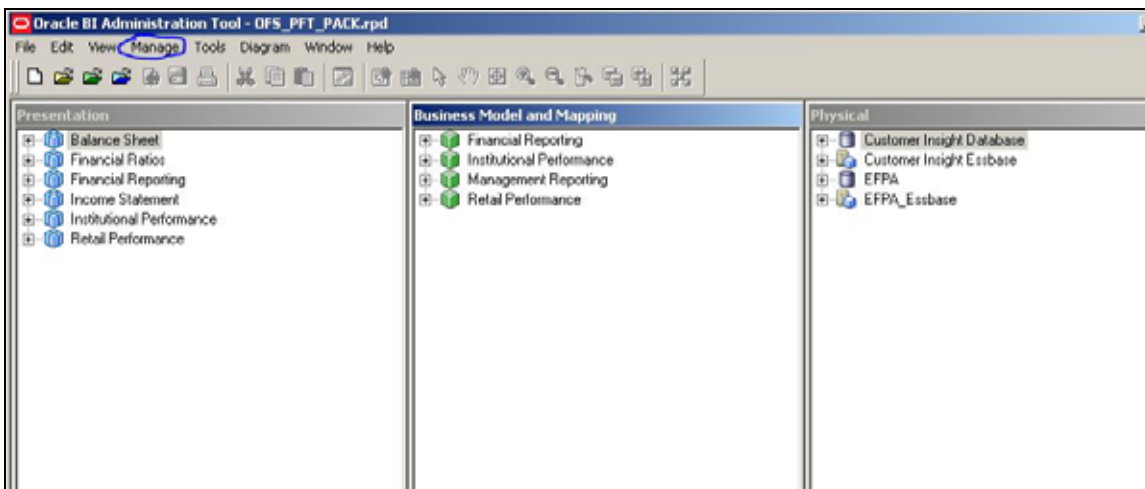 Oracle BI Administration Tool - OFS_PFT_PACK.rpd
File Edit View Manage Tools Diagram Window Help
Presentation
Balance Sheet
Financial Ratios
Financial Reporting
Income Statement
Institutional Performance
Retail Performance
Business Model and Mapping
Financial Reporting
Institutional Performance
Management Reporting
Retail Performance
Physical
Customer Insight Database
Customer Insight Essbase
EFPA
EFPA_Essbase